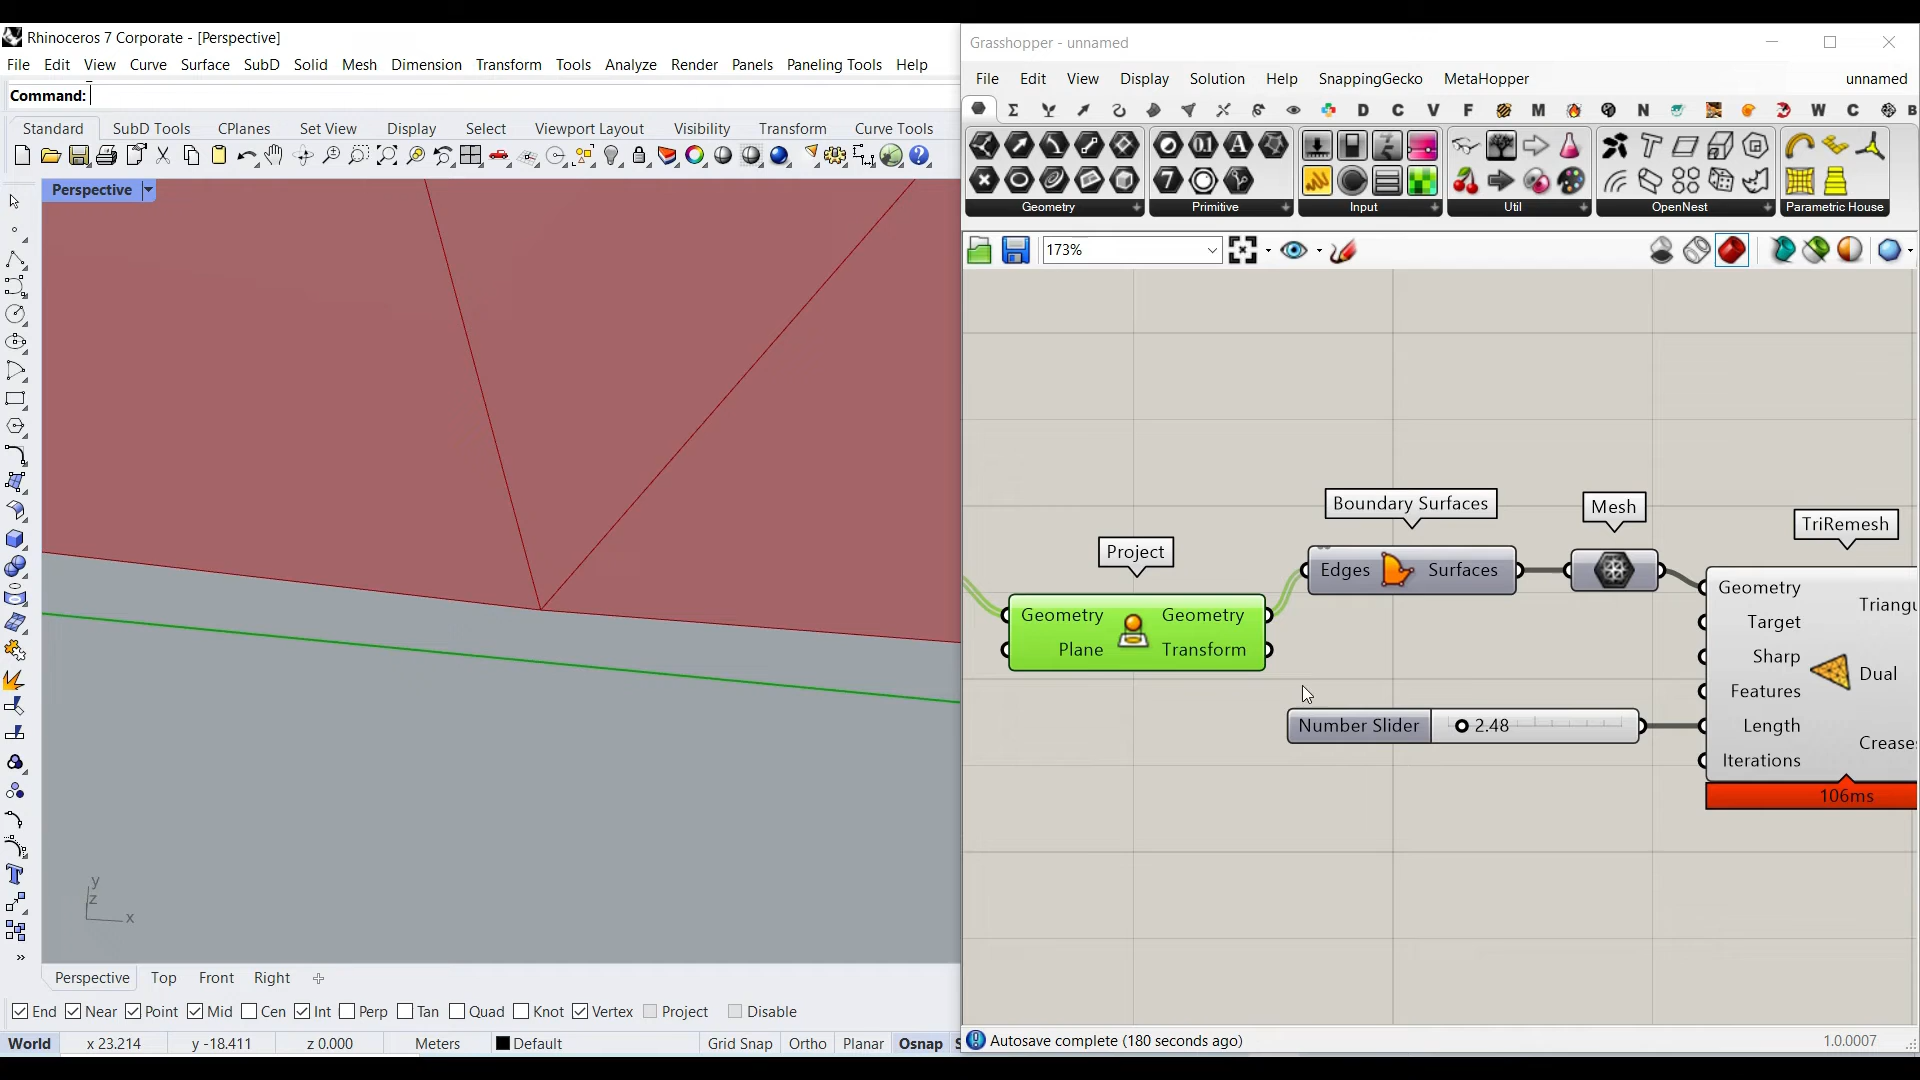 Rhinoceros 7 Corporate - [Perspective]
File Edit View Curve Surface SubD Solid Mesh Dimension Transform Tools Analyze Render Panels Paneling Tools Help
Command:
Standard SubD Tools CPlanes Set View Display Select Viewport Layout Visibility Transform Curve Tools
Perspective
y
z
x
Perspective Top Front Right
End Near Point Mid Cen Int Perp Tan Quad Knot Vertex Project Disable
World x 23.214 y -18.411 z 0.000 Meters Default Grid Snap Ortho Planar Osnap S
Grasshopper - unnamed
File Edit View Display Solution Help SnappingGecko MetaHopper unnamed
D C V F M N W C B
Geometry Primitive Input Util OpenNest Parametric House
173%
Boundary Surfaces
Mesh
TriRemesh
Project
Edges Surfaces
Geometry Geometry
Plane Transform
Number Slider 2.48
Geometry
Target
Sharp
Features
Length
Iterations
Triangu
Dual
Crease
106ms
Autosave complete (180 seconds ago) 1.0.0007